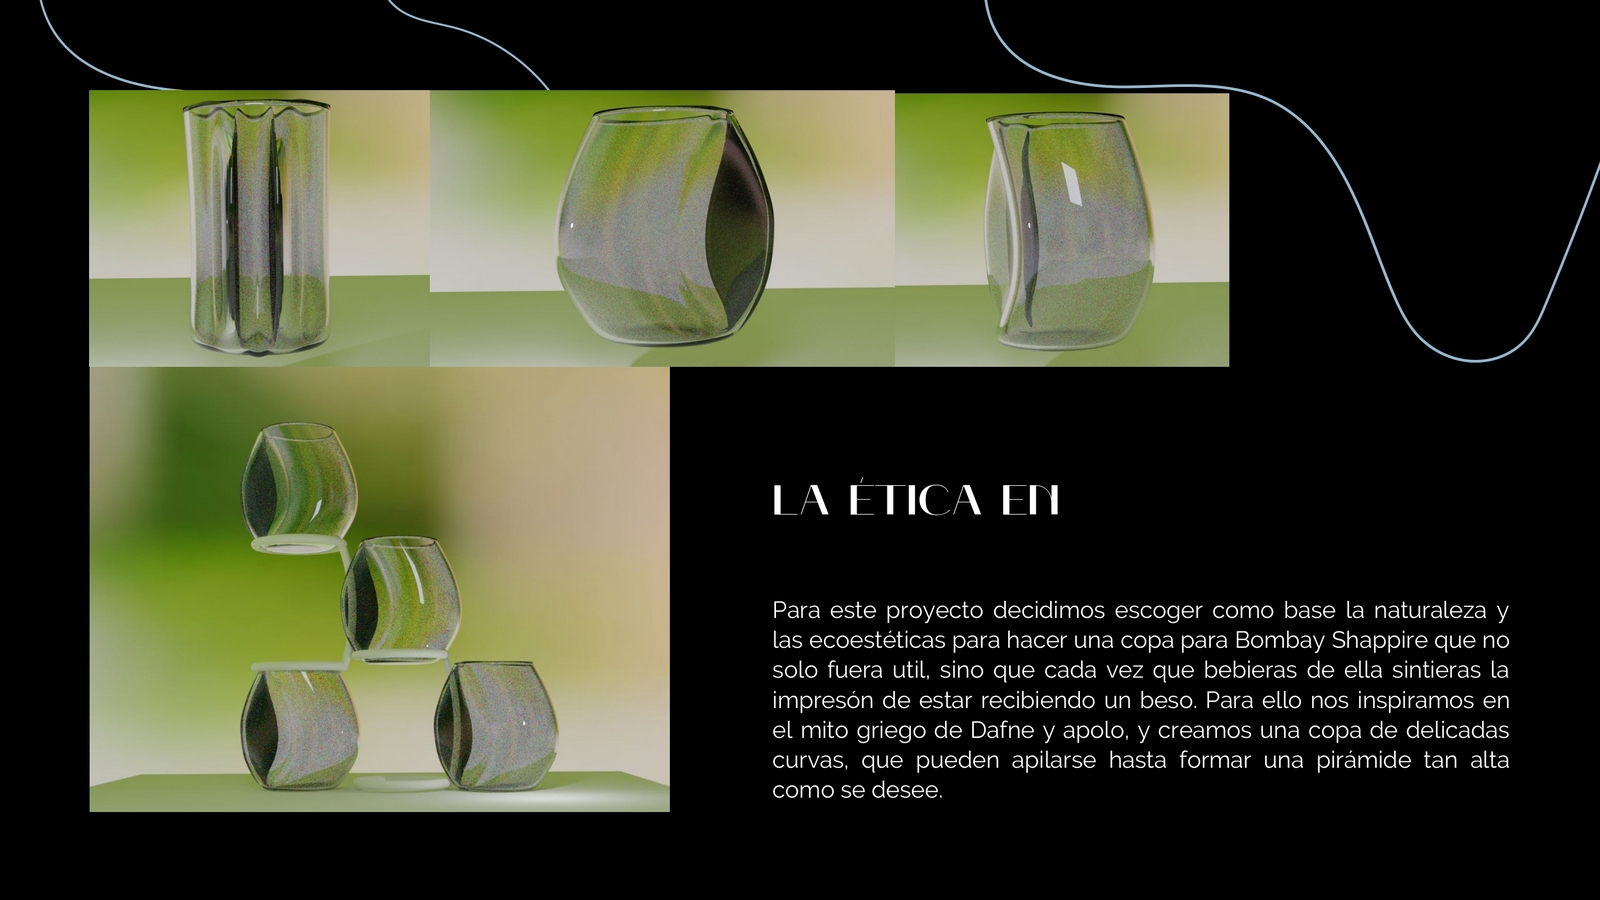 LA ÉTICA EN
Para este proyecto decidimos escoger como base la naturaleza y
las ecoestéticas para hacer una copa para Bombay Shappire que no
solo fuera util, sino que cada vez que bebieras de ella sintieras la
impresón de estar recibiendo un beso. Para ello nos inspiramos en
el mito griego de Dafne y apolo, y creamos una copa de delicadas
curvas, que pueden apilarse hasta formar una pirámide tan alta
como se desee.